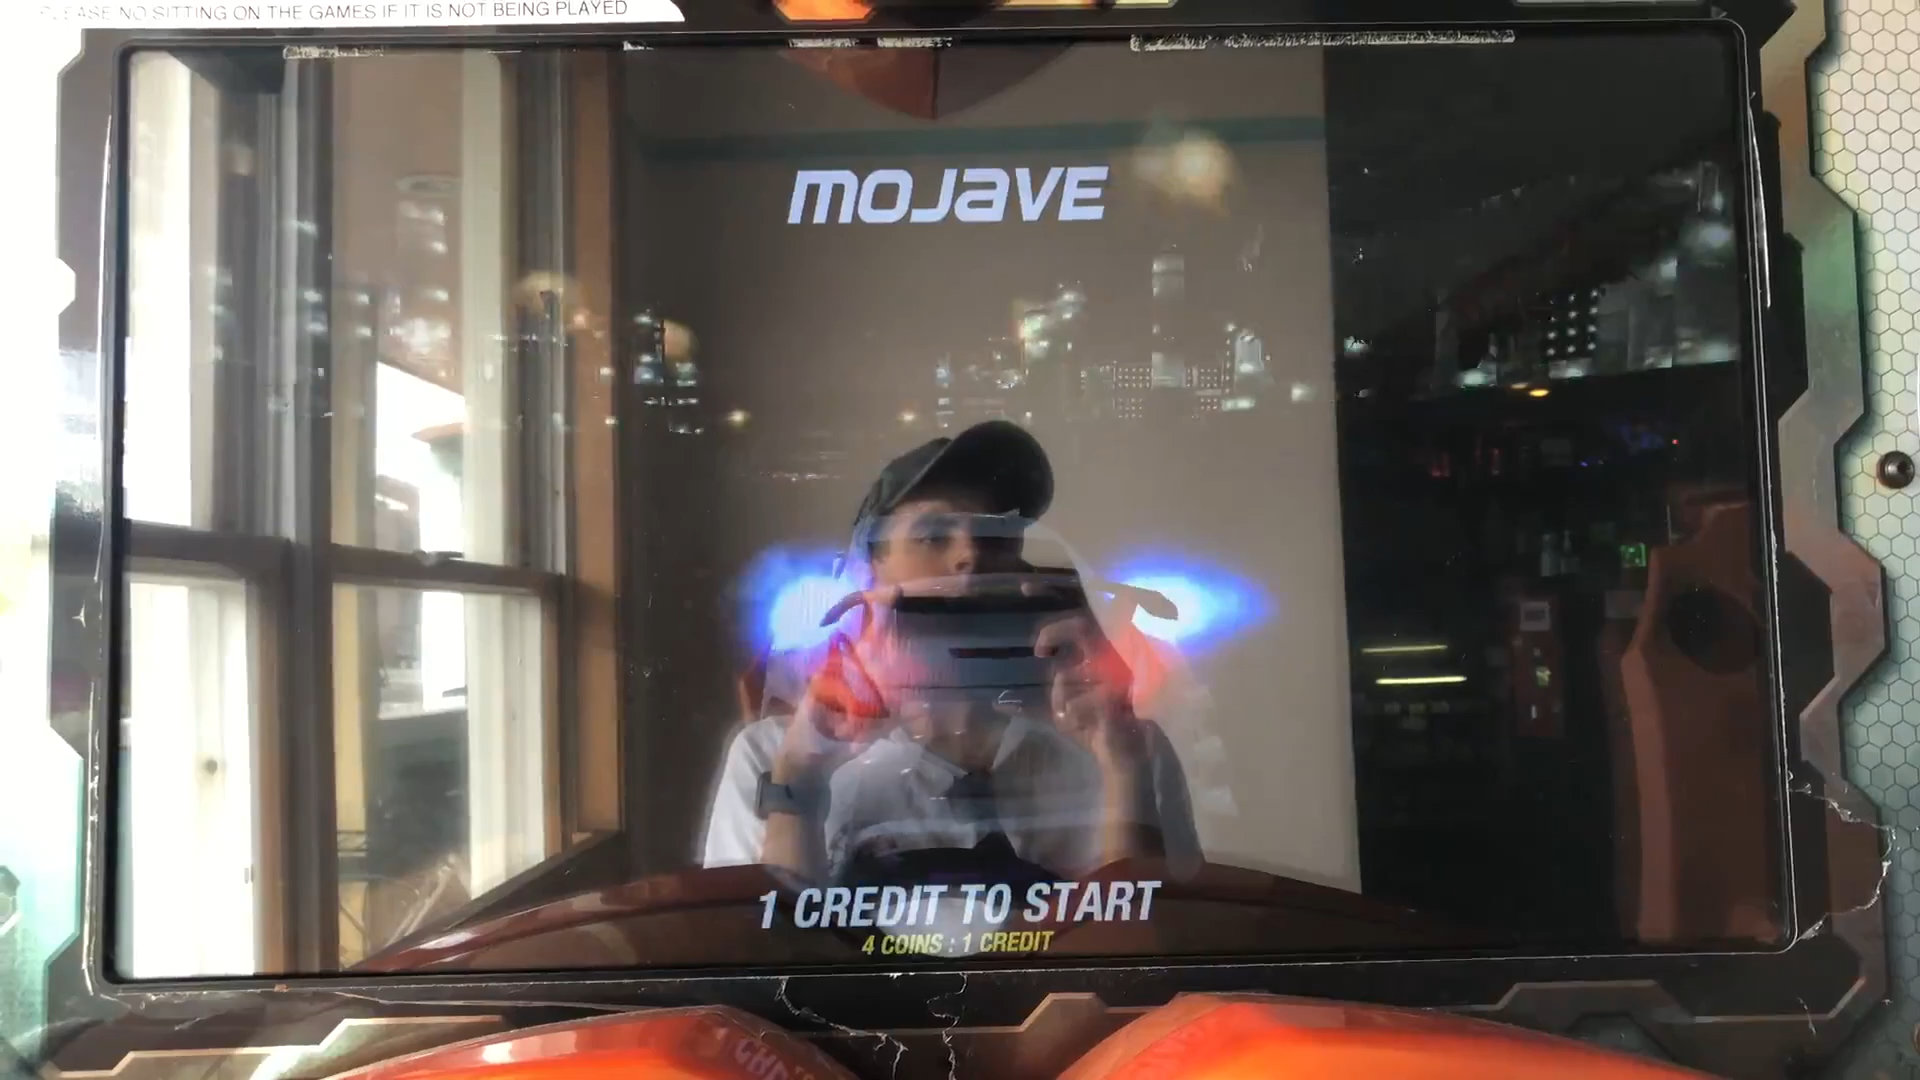 PLEASE NO SITTING ON THE GAMES IF IT IS NOT BEING PLAYED
MOJAVE
1 CREDIT TO START
4 COINS : 1 CREDIT